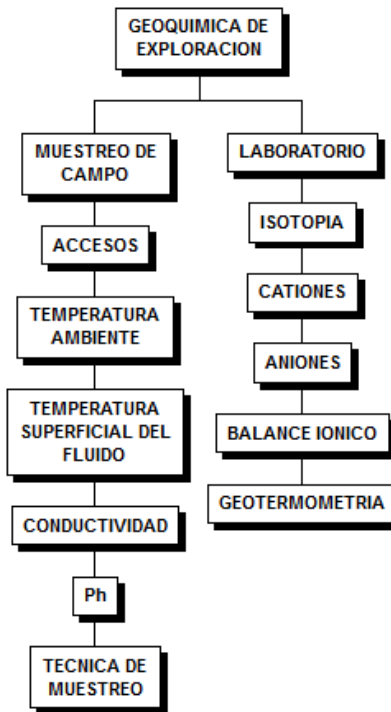 GEOQUIMICA DE
EXPLORACION
MUESTREO DE
CAMPO
ACCESOS
TEMPERATURA
AMBIENTE
TEMPERATURA
SUPERFICIAL DEL
FLUIDO
CONDUCTIVIDAD
Ph
TECNICA DE
MUESTREO
LABORATORIO
ISOTOPIA
CATIONES
ANIONES
BALANCE IONICO
GEOTERMOMETRIA